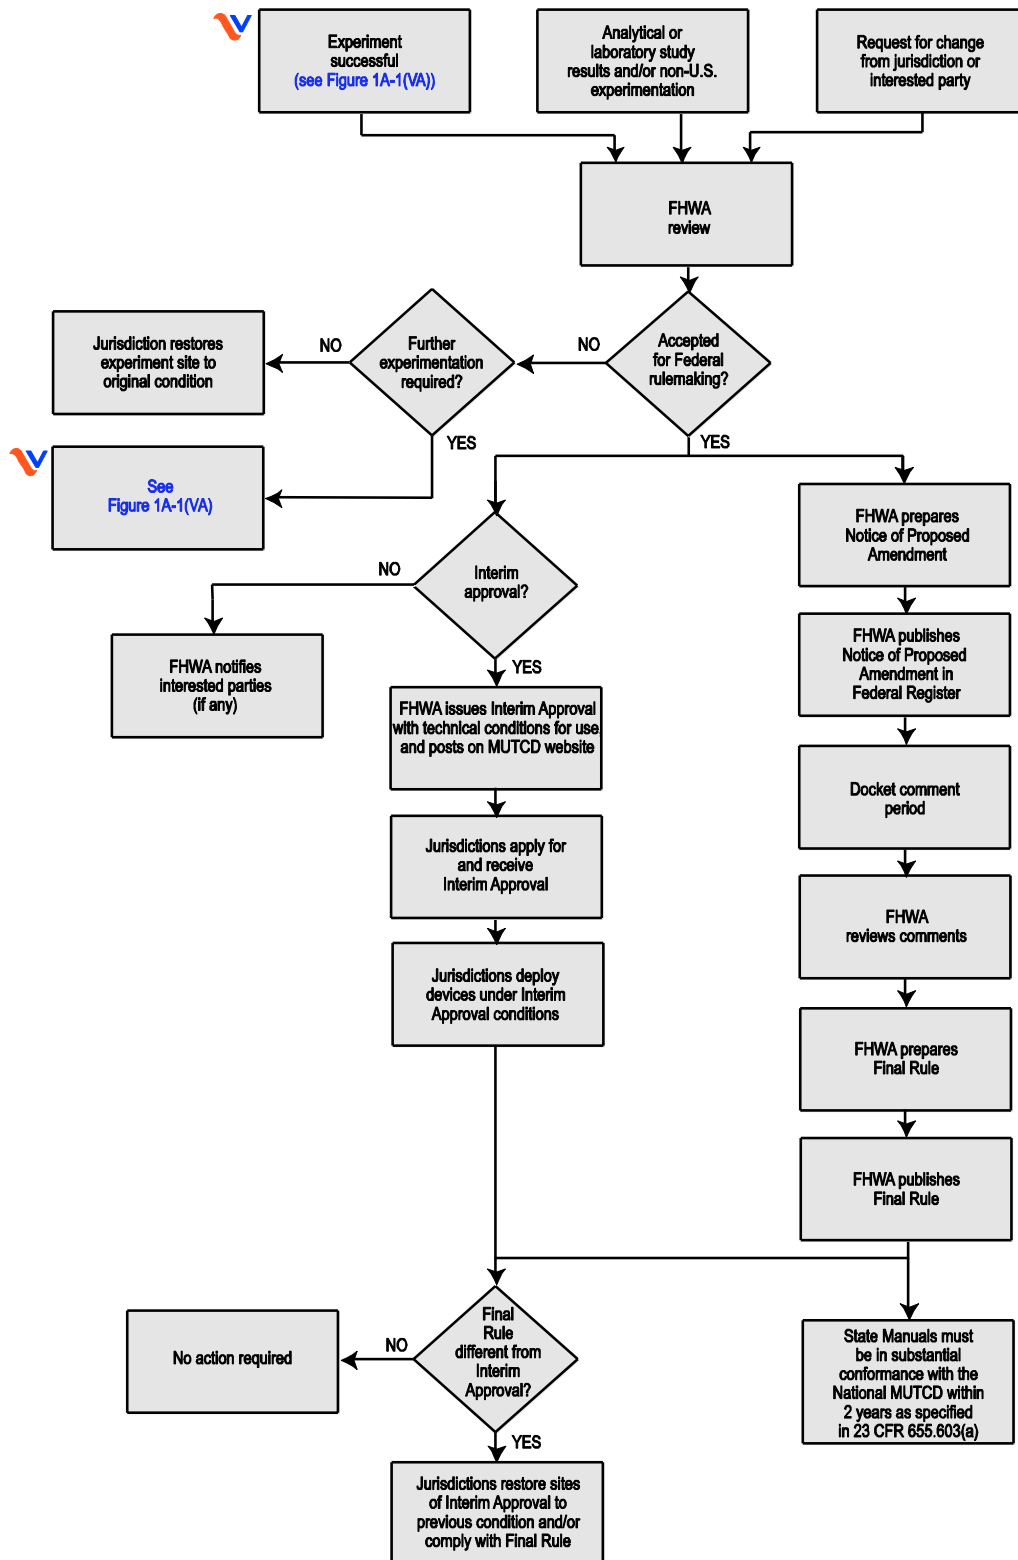 Experiment
successful
(see Figure 1A-1(VA))
Analytical or
laboratory study
results and/or non-U.S.
experimentation
Request for change
from jurisdiction or
interested party
FHWA
review
Accepted
for Federal
rulemaking?
NO
Further
experimentation
required?
NO
Jurisdiction restores
experiment site to
original condition
YES
YES
See
Figure 1A-1(VA)
Interim
approval?
NO
FHWA notifies
interested parties
(if any)
YES
FHWA issues Interim Approval
with technical conditions for use
and posts on MUTCD website
Jurisdictions apply for
and receive
Interim Approval
Jurisdictions deploy
devices under Interim
Approval conditions
FHWA prepares
Notice of Proposed
Amendment
FHWA publishes
Notice of Proposed
Amendment in
Federal Register
Docket comment
period
FHWA
reviews comments
FHWA prepares
Final Rule
FHWA publishes
Final Rule
Final
Rule
different from
Interim
Approval?
NO
No action required
YES
Jurisdictions restore sites
of Interim Approval to
previous condition and/or
comply with Final Rule
State Manuals must
be in substantial
conformance with the
National MUTCD within
2 years as specified
in 23 CFR 655.603(a)